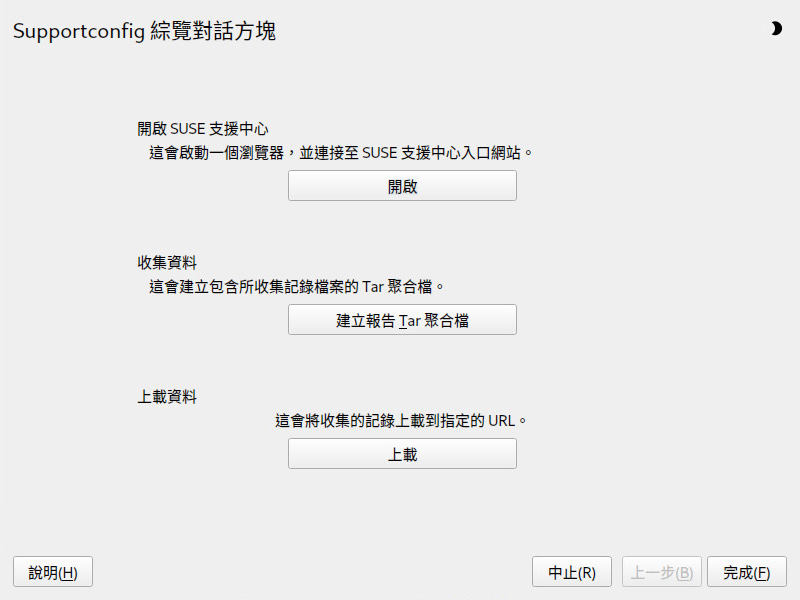 Supportconfig 綜覽對話方塊
開啟 SUSE 支援中心
這會啟動一個瀏覽器，並連接至 SUSE 支援中心入口網站。
開啟
收集資料
這會建立包含所收集記錄檔案的 Tar 聚合檔。
建立報告 Tar 聚合檔
上載資料
這會將收集的記錄上載到指定的 URL。
上載
說明(H)
中止(R)
上一步(B)
完成(F)